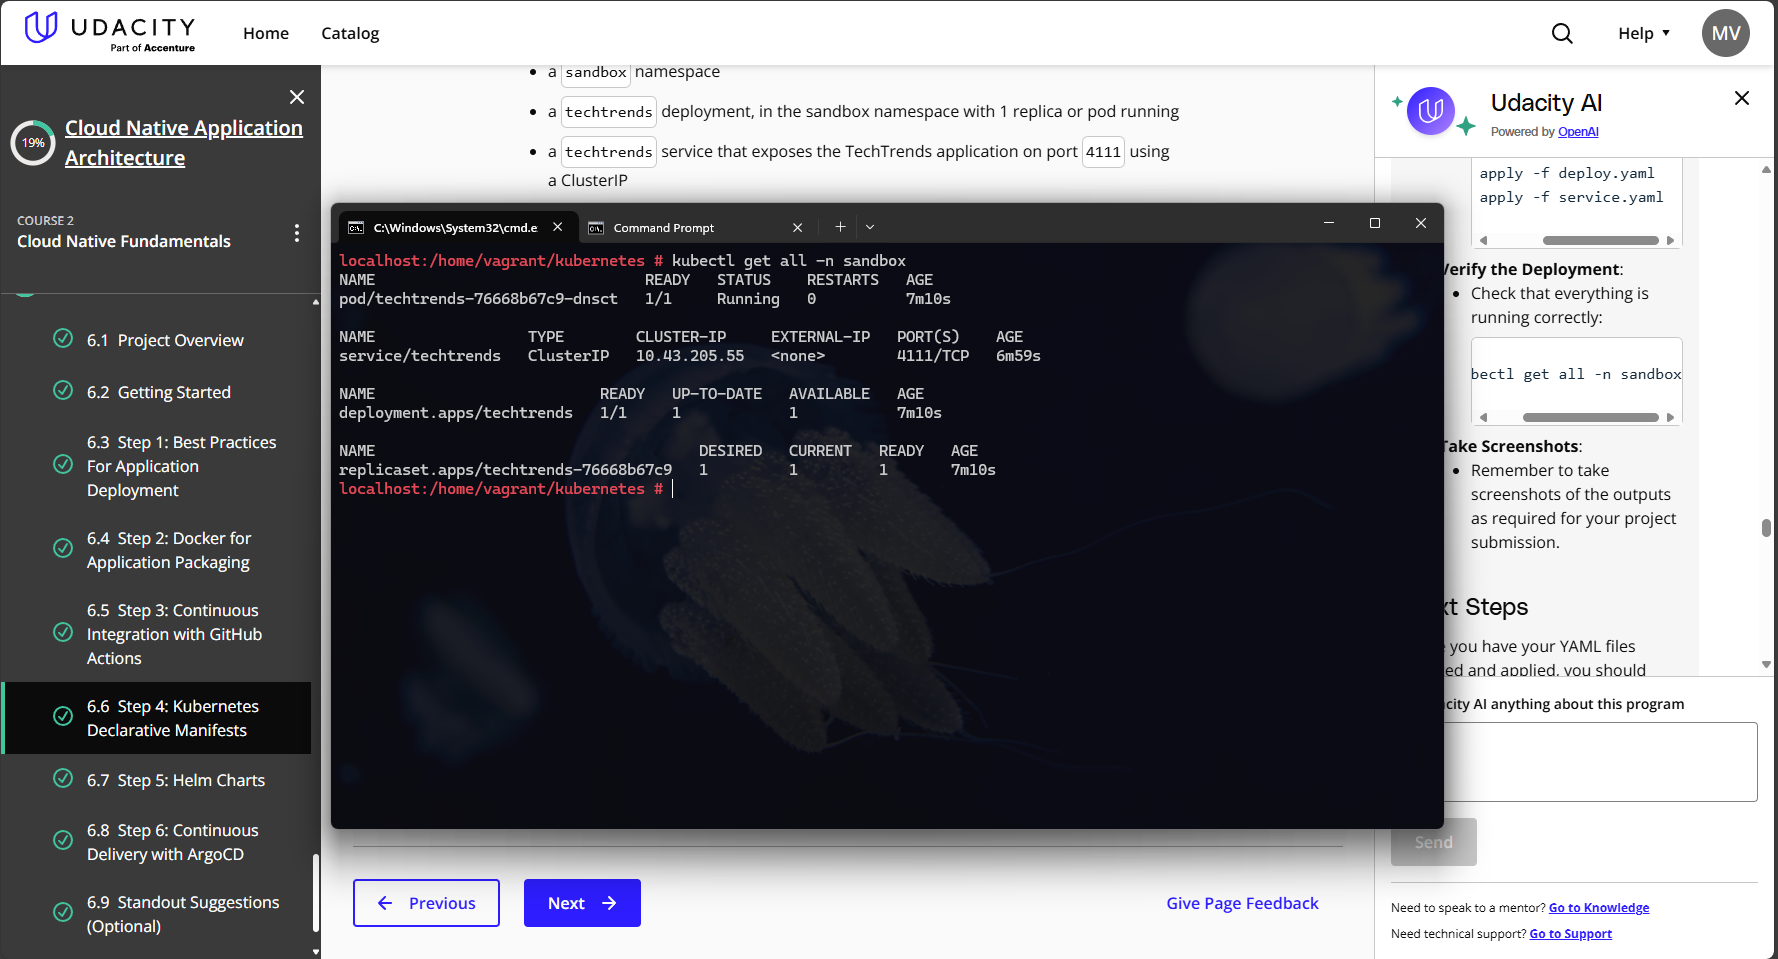 UDACITY
Part of Accenture
Home
Catalog
Help
MV
19%
Cloud Native Application
Architecture
COURSE 2
Cloud Native Fundamentals
6.1 Project Overview
6.2 Getting Started
6.3 Step 1: Best Practices
For Application
Deployment
6.4 Step 2: Docker for
Application Packaging
6.5 Step 3: Continuous
Integration with GitHub
Actions
6.6 Step 4: Kubernetes
Declarative Manifests
6.7 Step 5: Helm Charts
6.8 Step 6: Continuous
Delivery with ArgoCD
6.9 Standout Suggestions
(Optional)
a sandbox namespace
a techtrends deployment, in the sandbox namespace with 1 replica or pod running
a techtrends service that exposes the TechTrends application on port 4111 using
a ClusterIP
C:\Windows\System32\cmd.e
Command Prompt
localhost:/home/vagrant/kubernetes # kubectl get all -n sandbox
NAME READY STATUS RESTARTS AGE
pod/techtrends-76668b67c9-dnsct 1/1 Running 0 7m10s
NAME TYPE CLUSTER-IP EXTERNAL-IP PORT(S) AGE
service/techtrends ClusterIP 10.43.205.55 <none> 4111/TCP 6m59s
NAME READY UP-TO-DATE AVAILABLE AGE
deployment.apps/techtrends 1/1 1 1 7m10s
NAME DESIRED CURRENT READY AGE
replicaset.apps/techtrends-76668b67c9 1 1 1 7m10s
localhost:/home/vagrant/kubernetes #
Previous
Next
Give Page Feedback
Udacity AI
Powered by OpenAI
apply -f deploy.yaml
apply -f service.yaml
Verify the Deployment:
Check that everything is
running correctly:
bectl get all -n sandbox
Take Screenshots:
Remember to take
screenshots of the outputs
as required for your project
submission.
xt Steps
you have your YAML files
ed and applied, you should
city AI anything about this program
Send
Need to speak to a mentor? Go to Knowledge
Need technical support? Go to Support